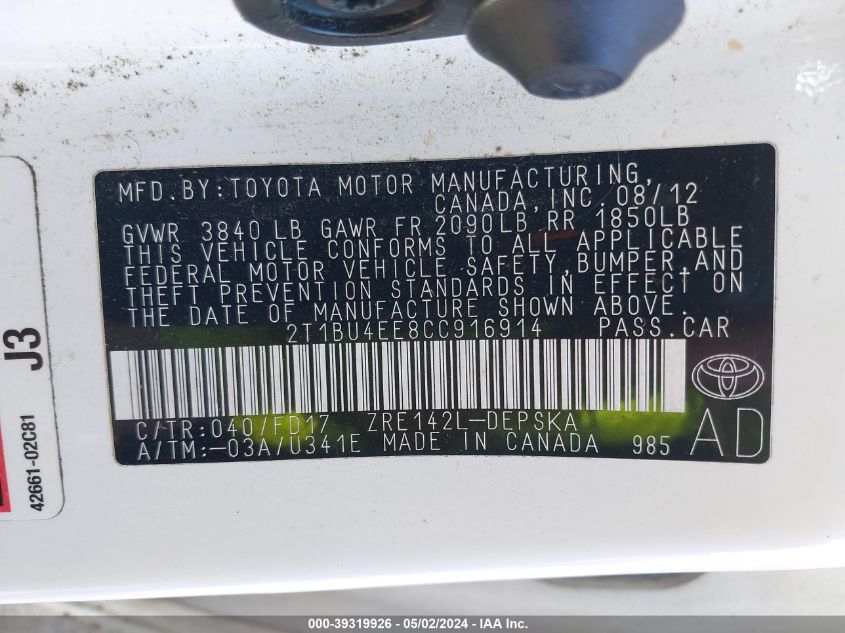 MFD.BY:TOYOTA MOTOR MANUFACTURING,
CANADA,INC. 08/12
GVWR 3840 LB GAWR FR 2090LB RR 1850LB
THIS VEHICLE CONFORMS TO ALL APPLICABLE
FEDERAL MOTOR VEHICLE SAFETY,BUMPER,AND
THEFT PREVENTION STANDARDS IN EFFECT ON
THE DATE OF MANUFACTURE SHOWN ABOVE.
2T1BU4EE8CC916914 PASS.CAR
C/TR:040/FD17 ZRE142L-DEPSKA
A/TM:-03A/U341E MADE IN CANADA 985
AD
J3
42661-02C81
000-39319926 - 05/02/2024 - IAA Inc.